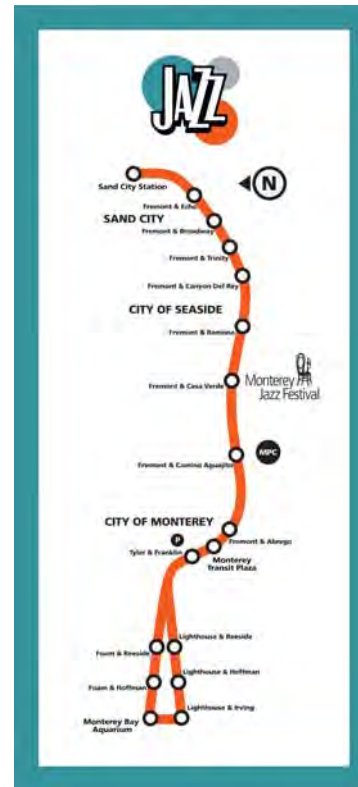 JAZZ
N
Sand City Station
Fremont & Echo
SAND CITY
Fremont & Broadway
Fremont & Trinity
Fremont & Canyon Del Rey
CITY OF SEASIDE
Fremont & Ramona
Monterey
Jazz Festival
Fremont & Casa Verde
MPC
Fremont & Camino Aguajito
CITY OF MONTEREY
P
Fremont & Abrego
Tyler & Franklin
Monterey
Transit Plaza
Lighthouse & Reeside
Foam & Reeside
Lighthouse & Hoffman
Foam & Hoffman
Lighthouse & Irving
Monterey Bay
Aquarium